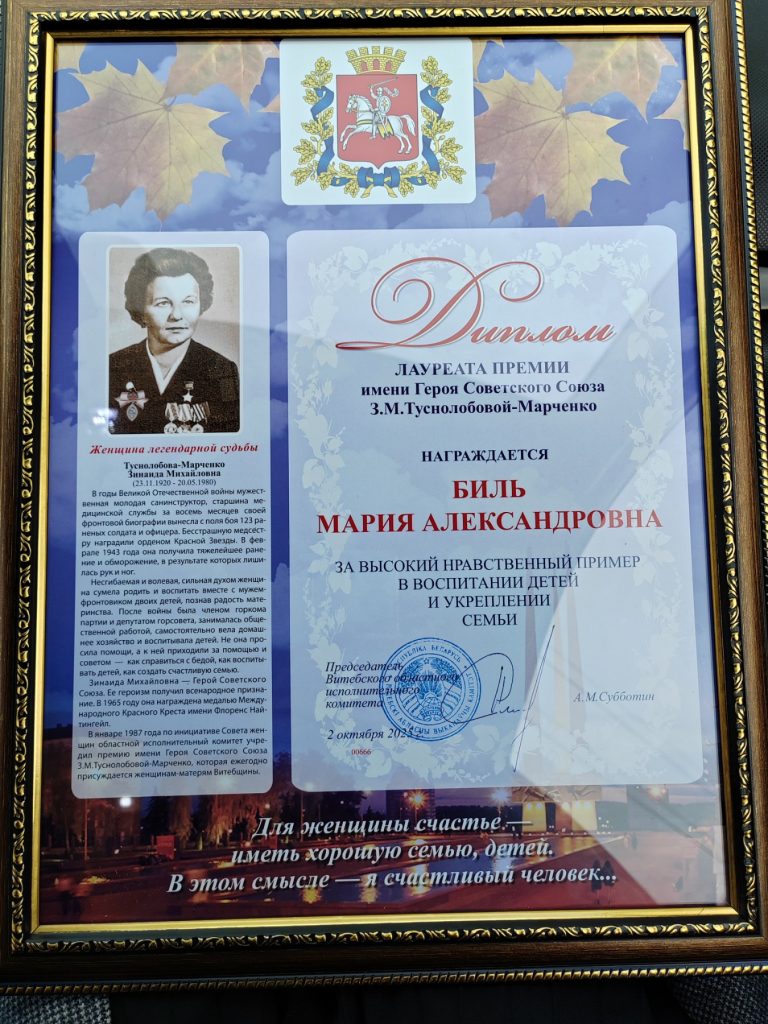 Женщина легендарной судьбы
Туснолобова-Марченко
Зинаида Михайловна
(23.11.1920 - 20.05.1980)
В годы Великой Отечественной войны мужест-
венная молодая санинструктор, старшина ме-
дицинской службы за восемь месяцев своей
фронтовой биографии вынесла с поля боя 123 ра-
неных солдата и офицера. Бесстрашную медсест-
ру наградили орденом Красной Звезды. В фев-
рале 1943 года она получила тяжелейшее ране-
ние и обморожение, в результате которых лиши-
лась рук и ног.
Несгибаемая и волевая, сильная духом женщи-
на сумела родить и воспитать вместе с мужем-
фронтовиком двоих детей, познав радость мате-
ринства. После войны была членом горкома
партии и депутатом горсовета, занималась обще-
ственной работой, самостоятельно вела домаш-
нее хозяйство и воспитывала детей. Не она про-
сила помощи, а к ней приходили за помощью и
советом — как справиться с бедой, как воспиты-
вать детей, как создать счастливую семью.
Зинаида Михайловна — Герой Советского
Союза. Ее героизм получил всенародное призна-
ние. В 1965 году она награждена медалью Между-
народного Красного Креста имени Флоренс Най-
тингейл.
В январе 1987 года по инициативе Совета жен-
щин областной исполнительный комитет учре-
дил премию имени Героя Советского Союза
З.М.Туснолобовой-Марченко, которая ежегодно
присуждается женщинам-матерям Витебщины.
Диплом
ЛАУРЕАТА ПРЕМИИ
имени Героя Советского Союза
З.М.Туснолобовой-Марченко
НАГРАЖДАЕТСЯ
БИЛЬ
МАРИЯ АЛЕКСАНДРОВНА
ЗА ВЫСОКИЙ НРАВСТВЕННЫЙ ПРИМЕР
В ВОСПИТАНИИ ДЕТЕЙ
И УКРЕПЛЕНИИ
СЕМЬИ
Председатель
Витебского областного
исполнительного
комитета
А.М.Субботин
2 октября
00666
Для женщины счастье —
иметь хорошую семью, детей.
В этом смысле — я счастливый человек...